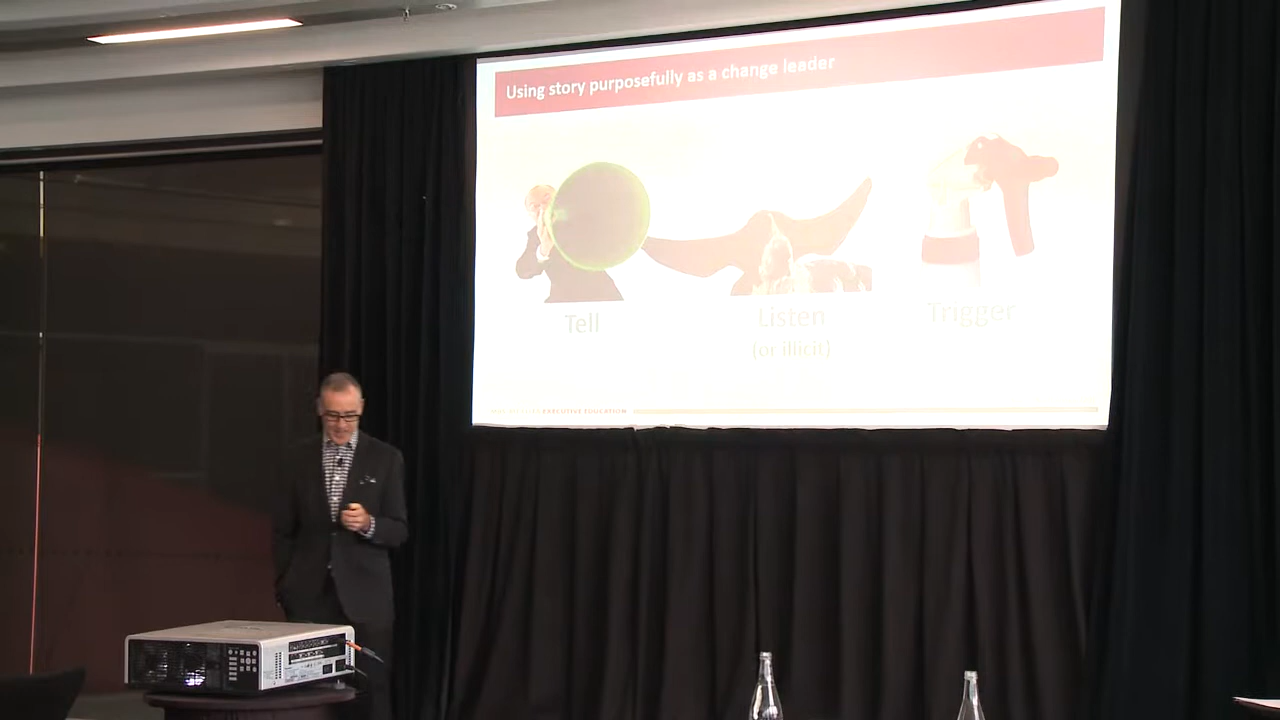 Using story purposefully as a change leader
Tell
Listen
Trigger
(or illicit)
EXECUTIVE EDUCATION